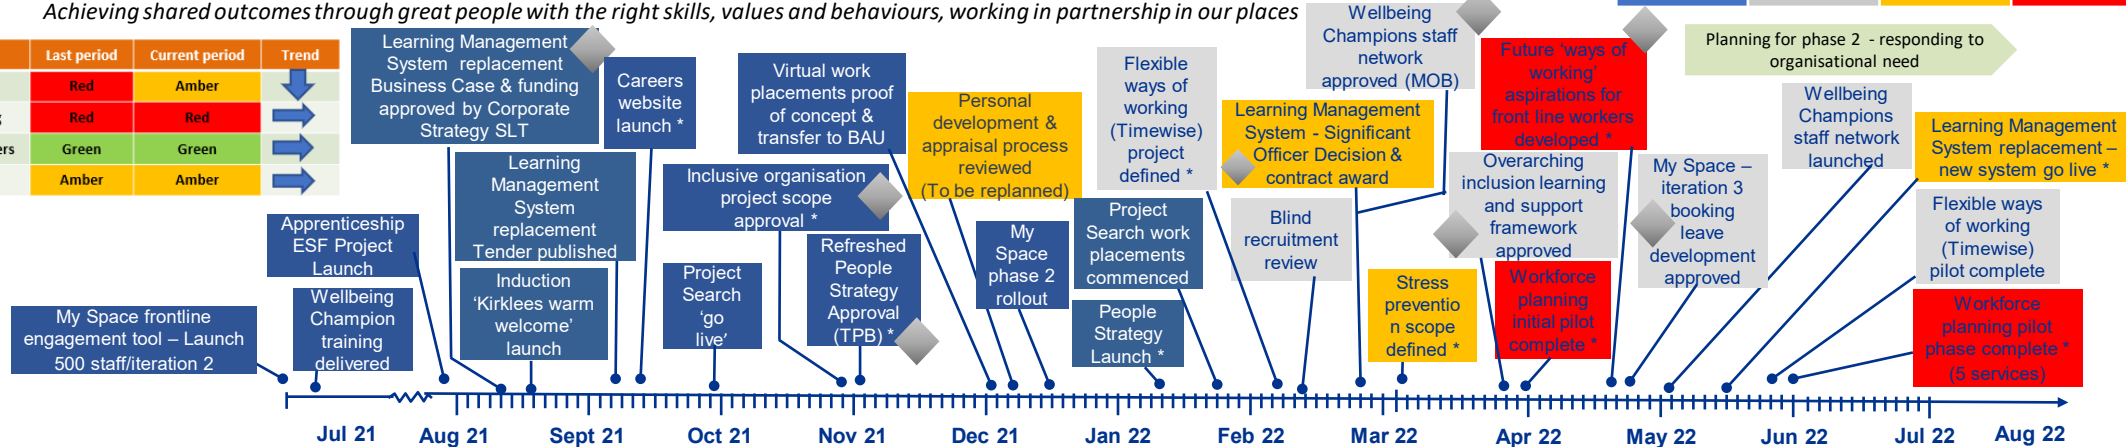 Achieving shared outcomes through great people with the right skills, values and behaviours, working in partnership in our places
Last period Current period Trend
Red Amber
Red Red
ers Green Green
Amber Amber
Learning Management
System replacement
Business Case & funding
approved by Corporate
Strategy SLT
Careers
website
launch *
Virtual work
placements proof
of concept &
transfer to BAU
Personal
development &
appraisal process
reviewed
(To be replanned)
Flexible
ways of
working
(Timewise)
project
defined *
Wellbeing
Champions staff
network
approved (MOB)
Learning Management
System - Significant
Officer Decision &
contract award
Future 'ways of
working'
aspirations for
front line workers
developed *
Planning for phase 2 - responding to
organisational need
Wellbeing
Champions
staff network
launched
Learning Management
System replacement –
new system go live *
Learning
Management
System
replacement
Tender published
Inclusive organisation
project scope
approval *
Overarching
inclusion learning
and support
framework
approved
My Space –
iteration 3
booking
leave
development
approved
Flexible ways
of working
(Timewise)
pilot complete
Apprenticeship
ESF Project
Launch
Refreshed
People
Strategy
Approval
(TPB) *
My
Space
phase 2
rollout
Project
Search work
placements
commenced
Blind
recruitment
review
Induction
‘Kirklees warm
welcome’
launch
Project
Search
‘go
live’
Stress
preventio
n scope
defined *
Workforce
planning
initial pilot
complete *
My Space frontline
engagement tool – Launch
500 staff/iteration 2
Wellbeing
Champion
training
delivered
People
Strategy
Launch *
Workforce
planning pilot
phase complete *
(5 services)
Jul 21 Aug 21 Sept 21 Oct 21 Nov 21 Dec 21 Jan 22 Feb 22 Mar 22 Apr 22 May 22 Jun 22 Jul 22 Aug 22